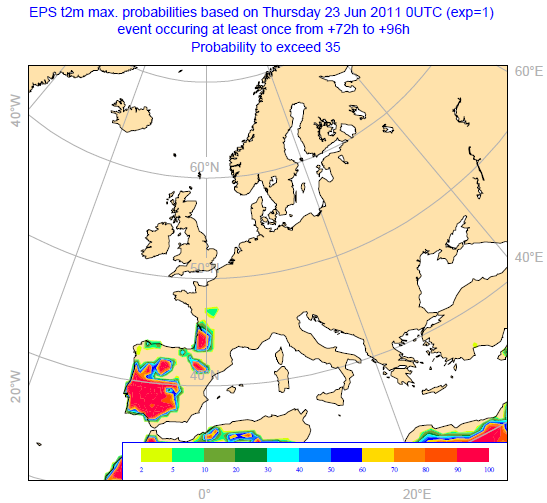 EPS t2m max. probabilities based on Thursday 23 Jun 2011 0UTC (exp=1)
event occuring at least once from +72h to +96h
Probability to exceed 35
60°E
40°W
60°N
40°E
50°N
40°N
20°W
2 5 10 20 30 40 50 60 70 80 90 100
0°
20°E